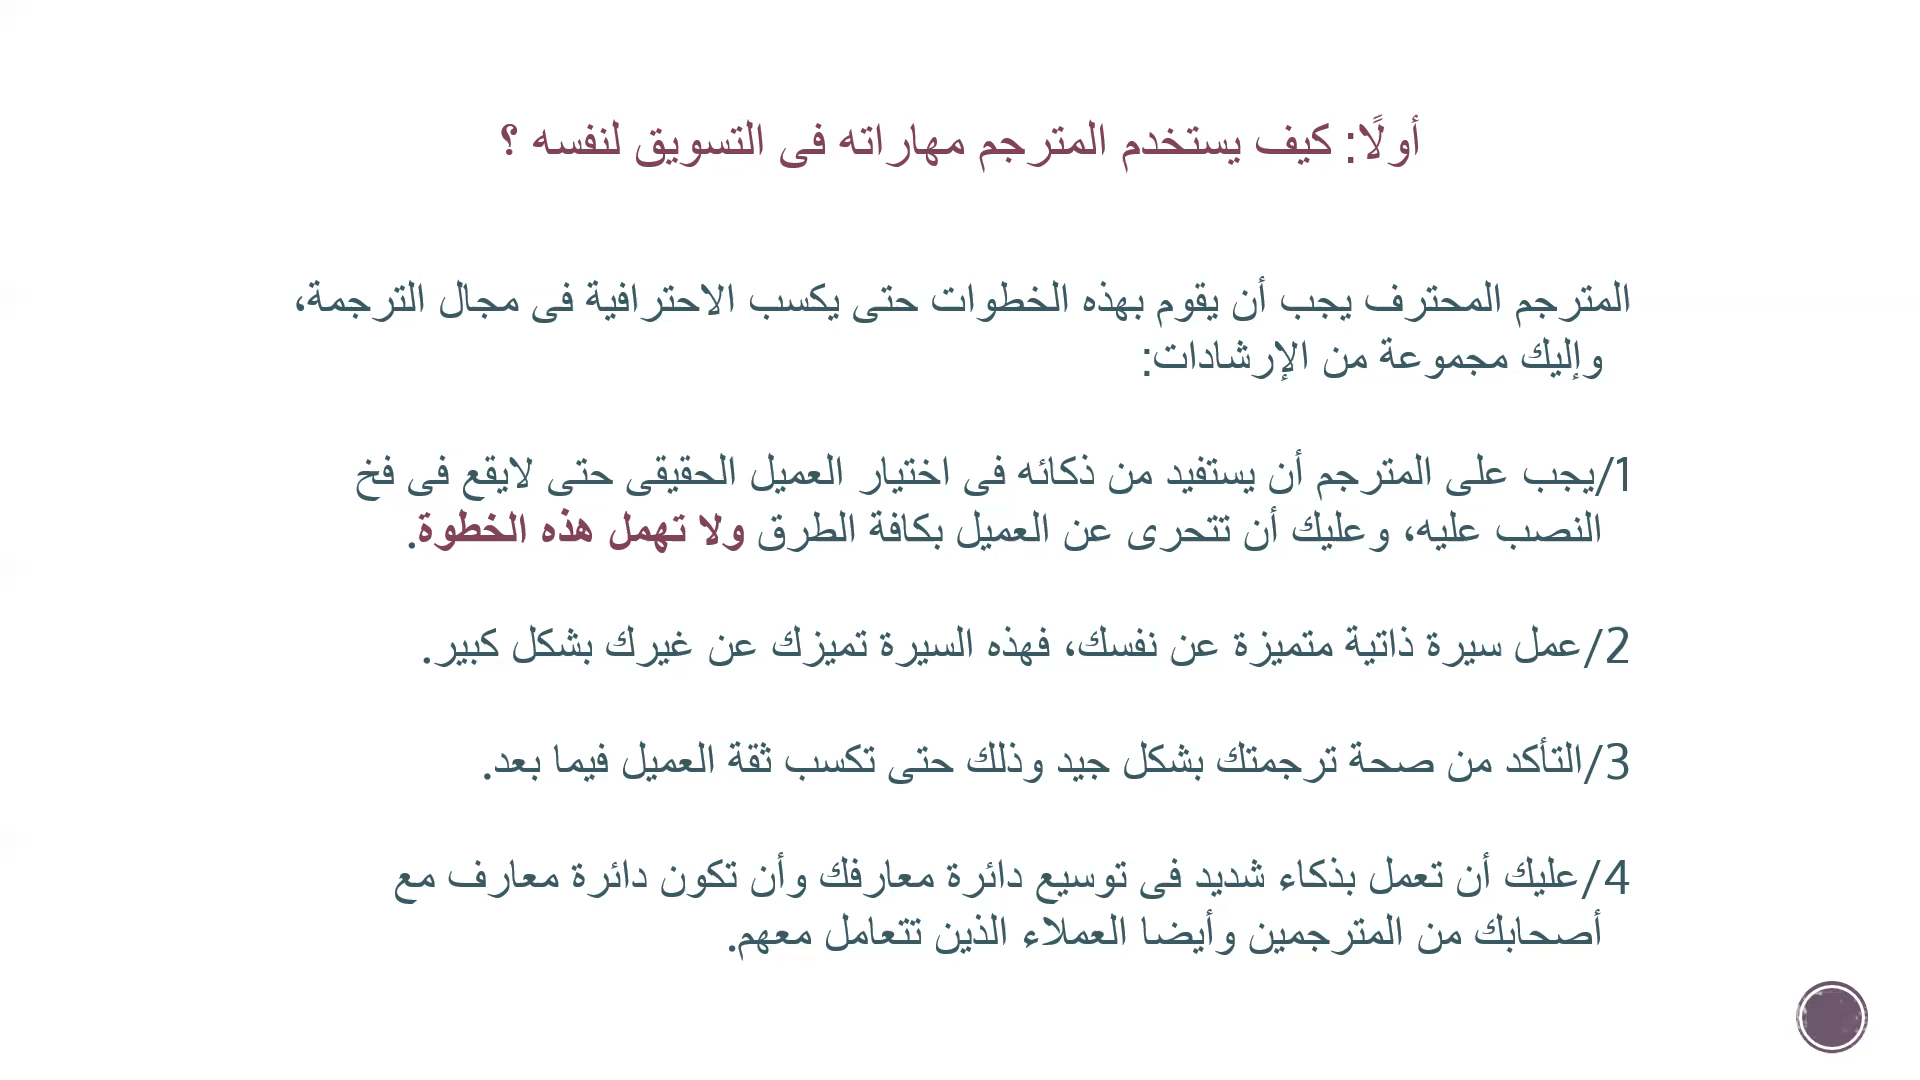 أولًا: كيف يستخدم المترجم مهاراته فى التسويق لنفسه ؟
المترجم المحترف يجب أن يقوم بهذه الخطوات حتى يكسب الاحترافية فى مجال الترجمة،
وإليك مجموعة من الإرشادات:
1/يجب على المترجم أن يستفيد من ذكائه فى اختيار العميل الحقيقى حتى لايقع فى فخ
النصب عليه، وعليك أن تتحرى عن العميل بكافة الطرق ولا تهمل هذه الخطوة.
2/عمل سيرة ذاتية متميزة عن نفسك، فهذه السيرة تميزك عن غيرك بشكل كبير.
3/التأكد من صحة ترجمتك بشكل جيد وذلك حتى تكسب ثقة العميل فيما بعد.
4/عليك أن تعمل بذكاء شديد فى توسيع دائرة معارفك وأن تكون دائرة معارف مع
أصحابك من المترجمين وأيضا العملاء الذين تتعامل معهم.